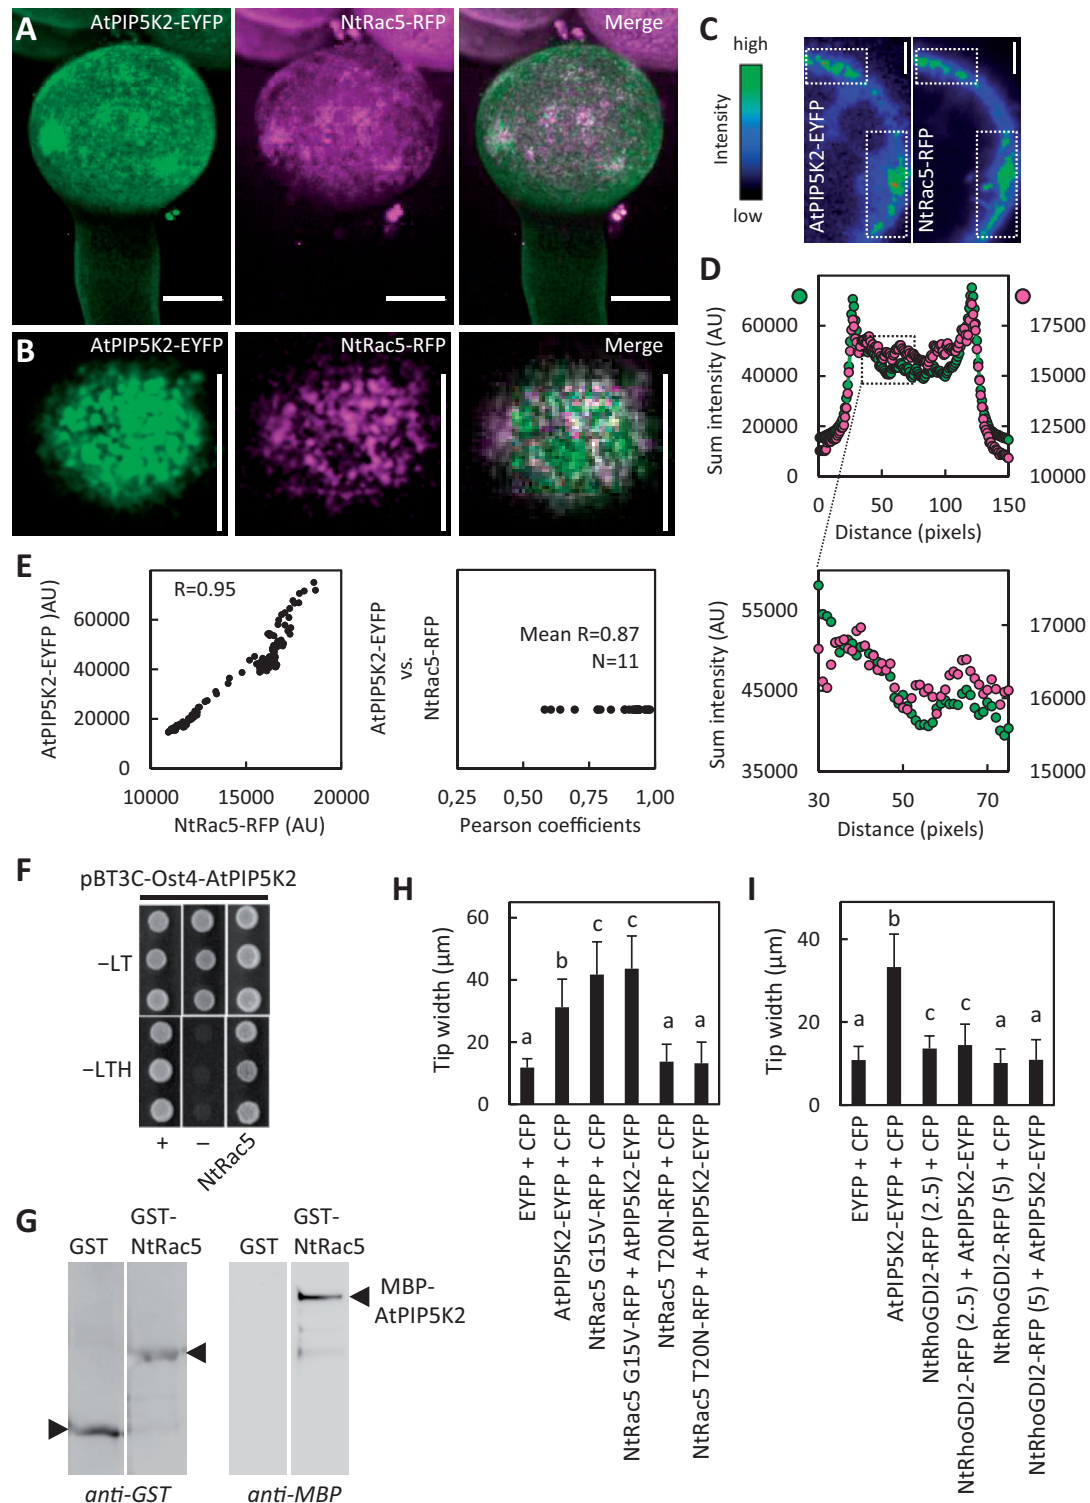 A
AtPIP5K2-EYFP
NtRac5-RFP
Merge
B
AtPIP5K2-EYFP
NtRac5-RFP
Merge
C
high
Intensity
low
AtPIP5K2-EYFP
NtRac5-RFP
D
Sum intensity (AU)
60000
40000
20000
0
17500
15000
12500
10000
0 50 100 150
Distance (pixels)
Sum intensity (AU)
55000
45000
35000
17000
16000
15000
30 50 70
Distance (pixels)
E
AtPIP5K2-EYFP )AU)
60000
40000
20000
0
R=0.95
10000 15000 20000
NtRac5-RFP (AU)
AtPIP5K2-EYFP
vs.
NtRac5-RFP
Mean R=0.87
N=11
0,25 0,50 0,75 1,00
Pearson coefficients
F
pBT3C-Ost4-AtPIP5K2
−LT
−LTH
+
−
NtRac5
G
GST
GST-
NtRac5
GST
GST-
NtRac5
MBP-
AtPIP5K2
anti-GST
anti-MBP
H
Tip width (µm)
60
40
20
0
a
b
c
c
a
a
EYFP + CFP
AtPIP5K2-EYFP + CFP
NtRac5 G15V-RFP + CFP
NtRac5 G15V-RFP + AtPIP5K2-EYFP
NtRac5 T20N-RFP + CFP
NtRac5 T20N-RFP + AtPIP5K2-EYFP
I
Tip width (µm)
40
20
0
a
b
c
c
a
a
EYFP + CFP
AtPIP5K2-EYFP + CFP
NtRhoGDI2-RFP (2.5) + CFP
NtRhoGDI2-RFP (2.5) + AtPIP5K2-EYFP
NtRhoGDI2-RFP (5) + CFP
NtRhoGDI2-RFP (5) + AtPIP5K2-EYFP